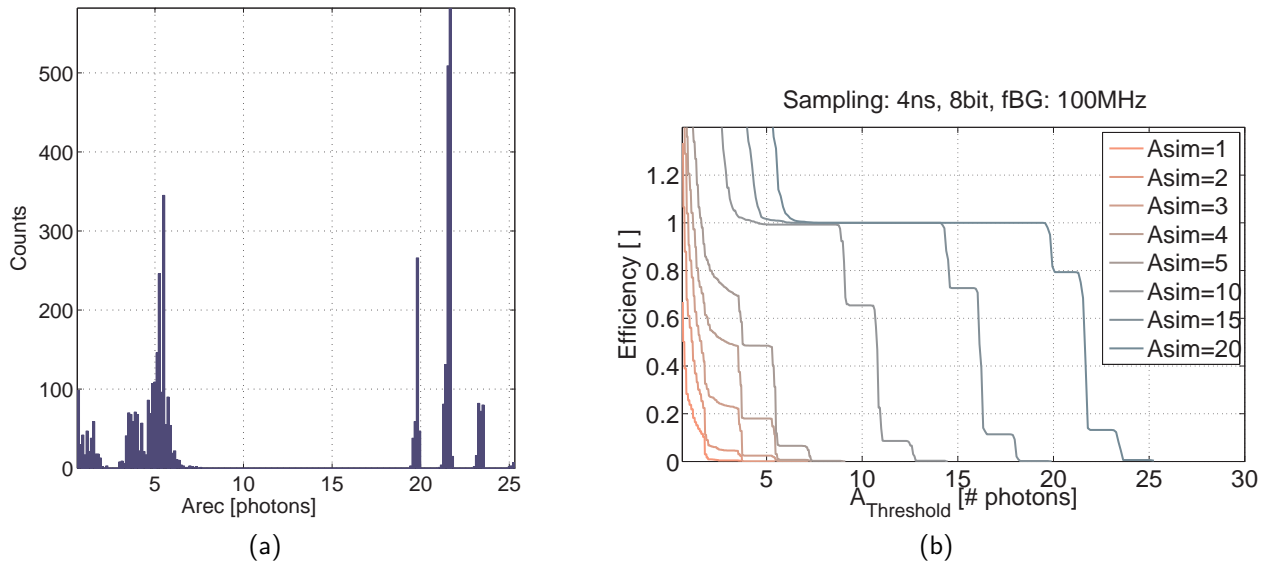 500
400
300
200
100
0
Counts
5
10
15
20
25
Arec [photons]
(a)
Sampling: 4ns, 8bit, fBG: 100MHz
1.2
1
0.8
0.6
0.4
0.2
0
Efficiency [ ]
5
10
15
20
25
30
A_Threshold [# photons]
Asim=1
Asim=2
Asim=3
Asim=4
Asim=5
Asim=10
Asim=15
Asim=20
(b)